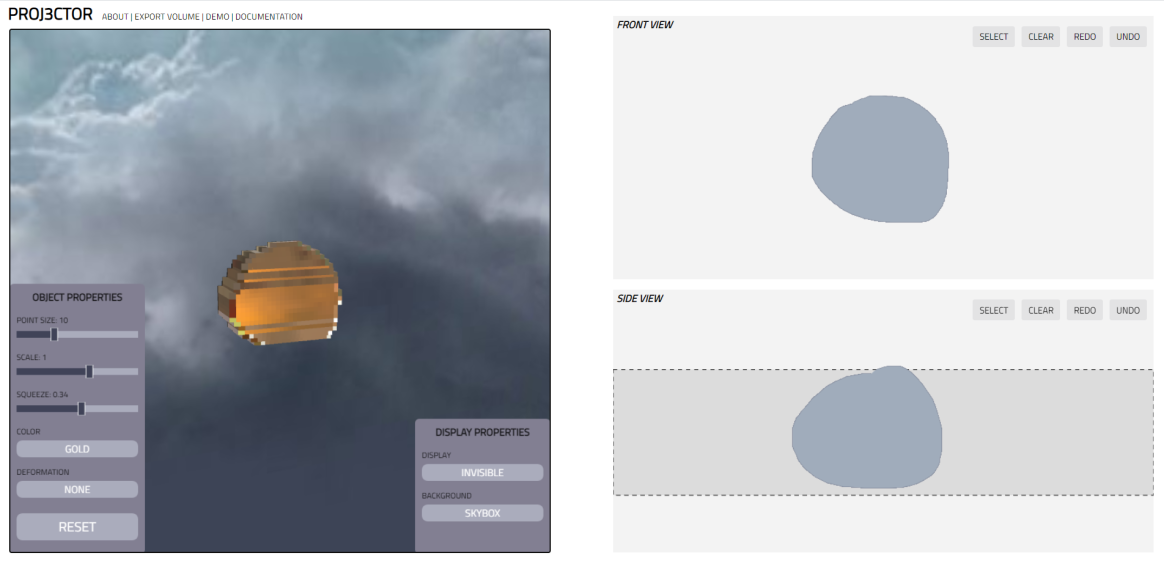 PROJ3CTOR ABOUT | EXPORT VOLUME | DEMO | DOCUMENTATION
OBJECT PROPERTIES
POINT SIZE: 10
SCALE: 1
SQUEEZE: 0.34
COLOR
GOLD
DEFORMATION
NONE
RESET
DISPLAY PROPERTIES
DISPLAY
INVISIBLE
BACKGROUND
SKYBOX
FRONT VIEW
SELECT CLEAR REDO UNDO
SIDE VIEW
SELECT CLEAR REDO UNDO